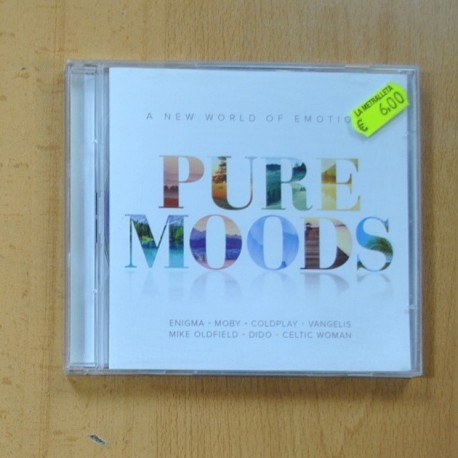 A NEW WORLD OF EMOTIO
LA METRALLETA
€ 6,00
PURE
MOODS
ENIGMA · MOBY · COLDPLAY · VANGELIS
MIKE OLDFIELD · DIDO · CELTIC WOMAN